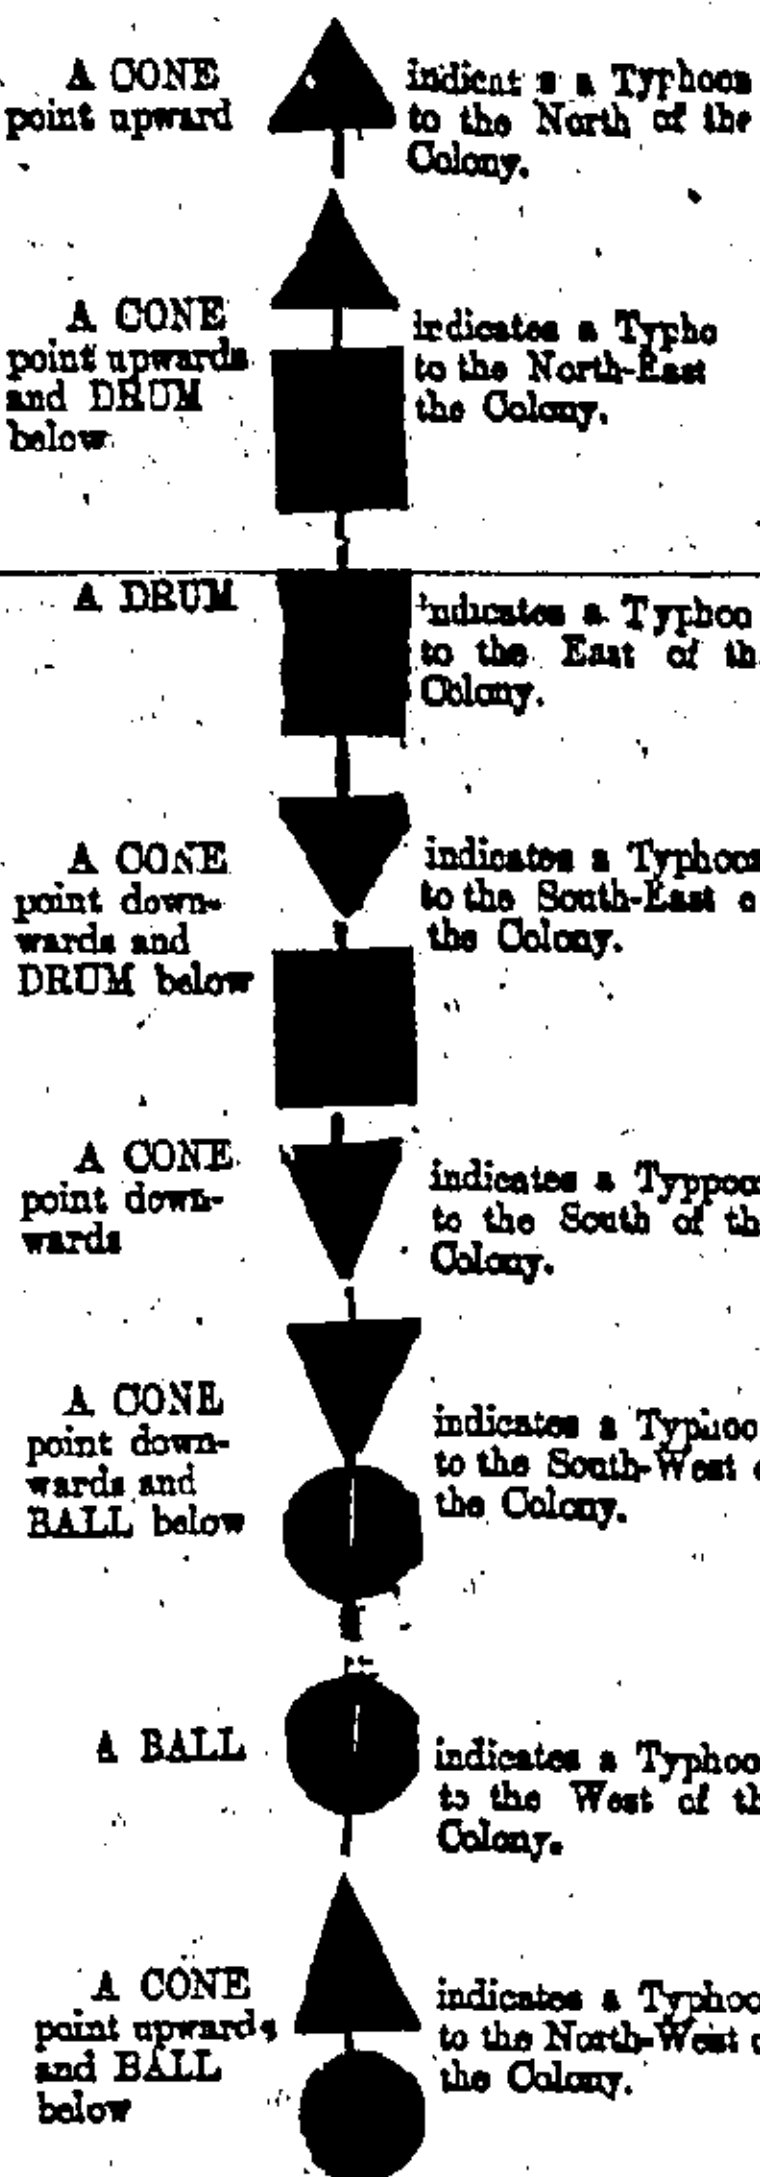 A CONE
point upward
indicat s a Typhoon
to the North of the
Colony.
A CONE
point upwards
and DRUM
below
indicates a Typho
to the North-East
the Colony.
A DRUM
indicates a Typhoo
to the East of th
Colony.
A CONE
point down-
wards and
DRUM below
indicates a Typhoon
to the South-East o
the Colony.
A CONE
point down-
wards
indicates a Typpoon
to the South of th
Colony.
A CONE
point down-
wards and
BALL below
indicates a Typhoo
to the South-West o
the Colony.
A BALL
indicates a Typhoo
to the West of th
Colony.
A CONE
point upwards
and BALL
below
indicates a Typhoo
to the North-West o
the Colony.